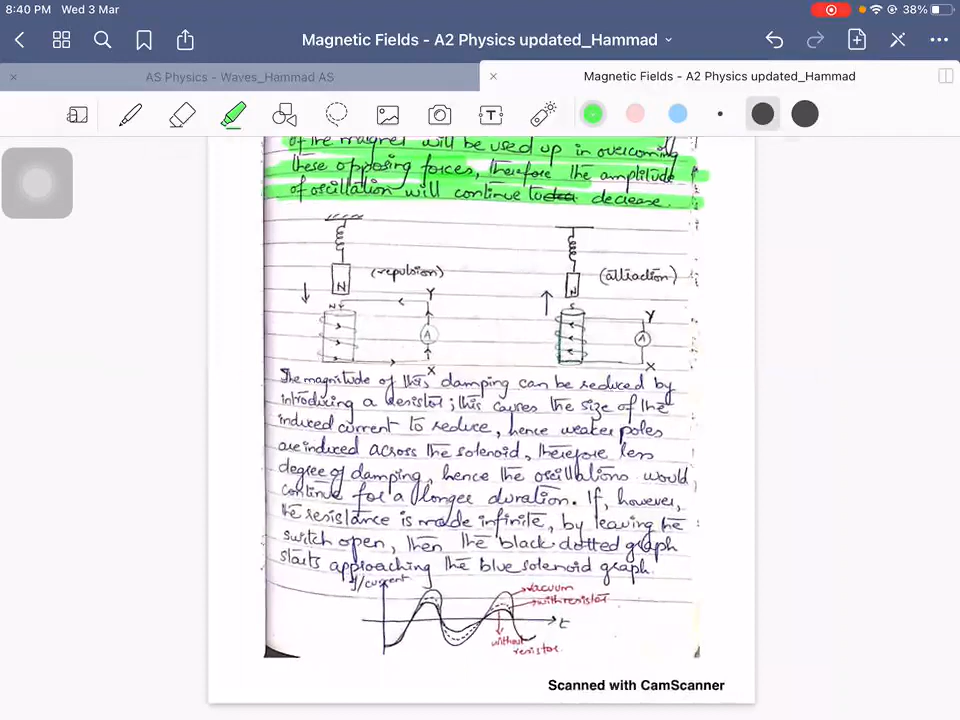 8:40 PM Wed 3 Mar
38%
Magnetic Fields - A2 Physics updated_Hammad
AS Physics - Waves_Hammad AS
Magnetic Fields - A2 Physics updated_Hammad
of the magnet will be used up in overcoming
these opposing forces, therefore the amplitude
of oscillation will continue to decrease.
(repulsion)
(attraction)
N
N
N
S
Y
Y
A
A
X
X
The magnitude of this damping can be reduced by
introducing a resistor; this causes the size of the
induced current to reduce, hence weaker poles
are induced across the solenoid, therefore less
degree of damping, hence the oscillations would
continue for a longer duration. If, however,
the resistance is made infinite, by leaving the
switch open, then the black dotted graph
starts approaching the blue solenoid graph.
/current
vacuum
with resistor
t
without
resistor
Scanned with CamScanner